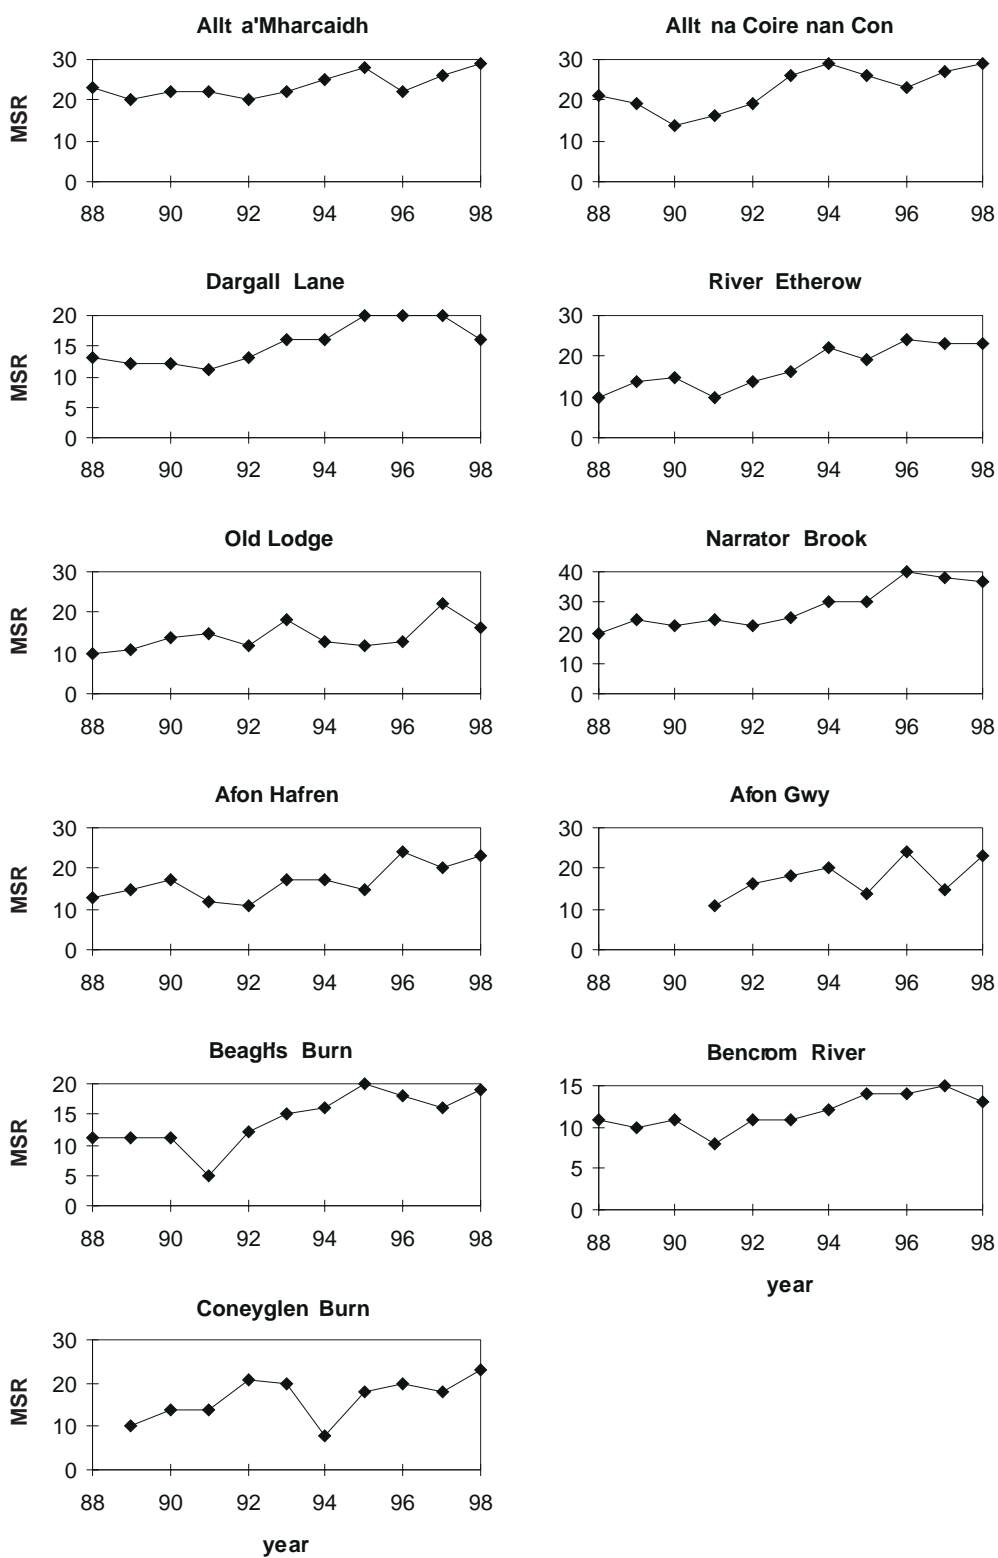 Allt a'Mharcaidh
MSR
30
20
10
0
88 90 92 94 96 98
Allt na Coire nan Con
30
20
10
0
88 90 92 94 96 98
Dargall Lane
MSR
20
15
10
5
0
88 90 92 94 96 98
River Etherow
30
20
10
0
88 90 92 94 96 98
Old Lodge
MSR
30
20
10
0
88 90 92 94 96 98
Narrator Brook
40
30
20
10
0
88 90 92 94 96 98
Afon Hafren
MSR
30
20
10
0
88 90 92 94 96 98
Afon Gwy
30
20
10
0
88 90 92 94 96 98
Beagh's Burn
MSR
20
15
10
5
0
88 90 92 94 96 98
Bencrom River
15
10
5
0
88 90 92 94 96 98
year
Coneyglen Burn
MSR
30
20
10
0
88 90 92 94 96 98
year